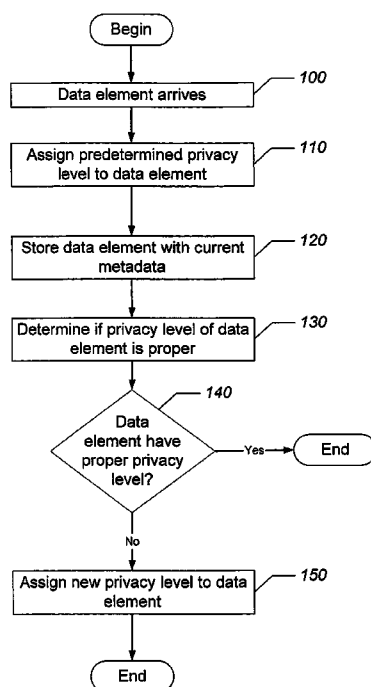 Begin
100
Data element arrives
110
Assign predetermined privacy
level to data element
120
Store data element with current
metadata
130
Determine if privacy level of data
element is proper
140
Data
element have
proper privacy
level?
Yes
End
No
150
Assign new privacy level to data
element
End